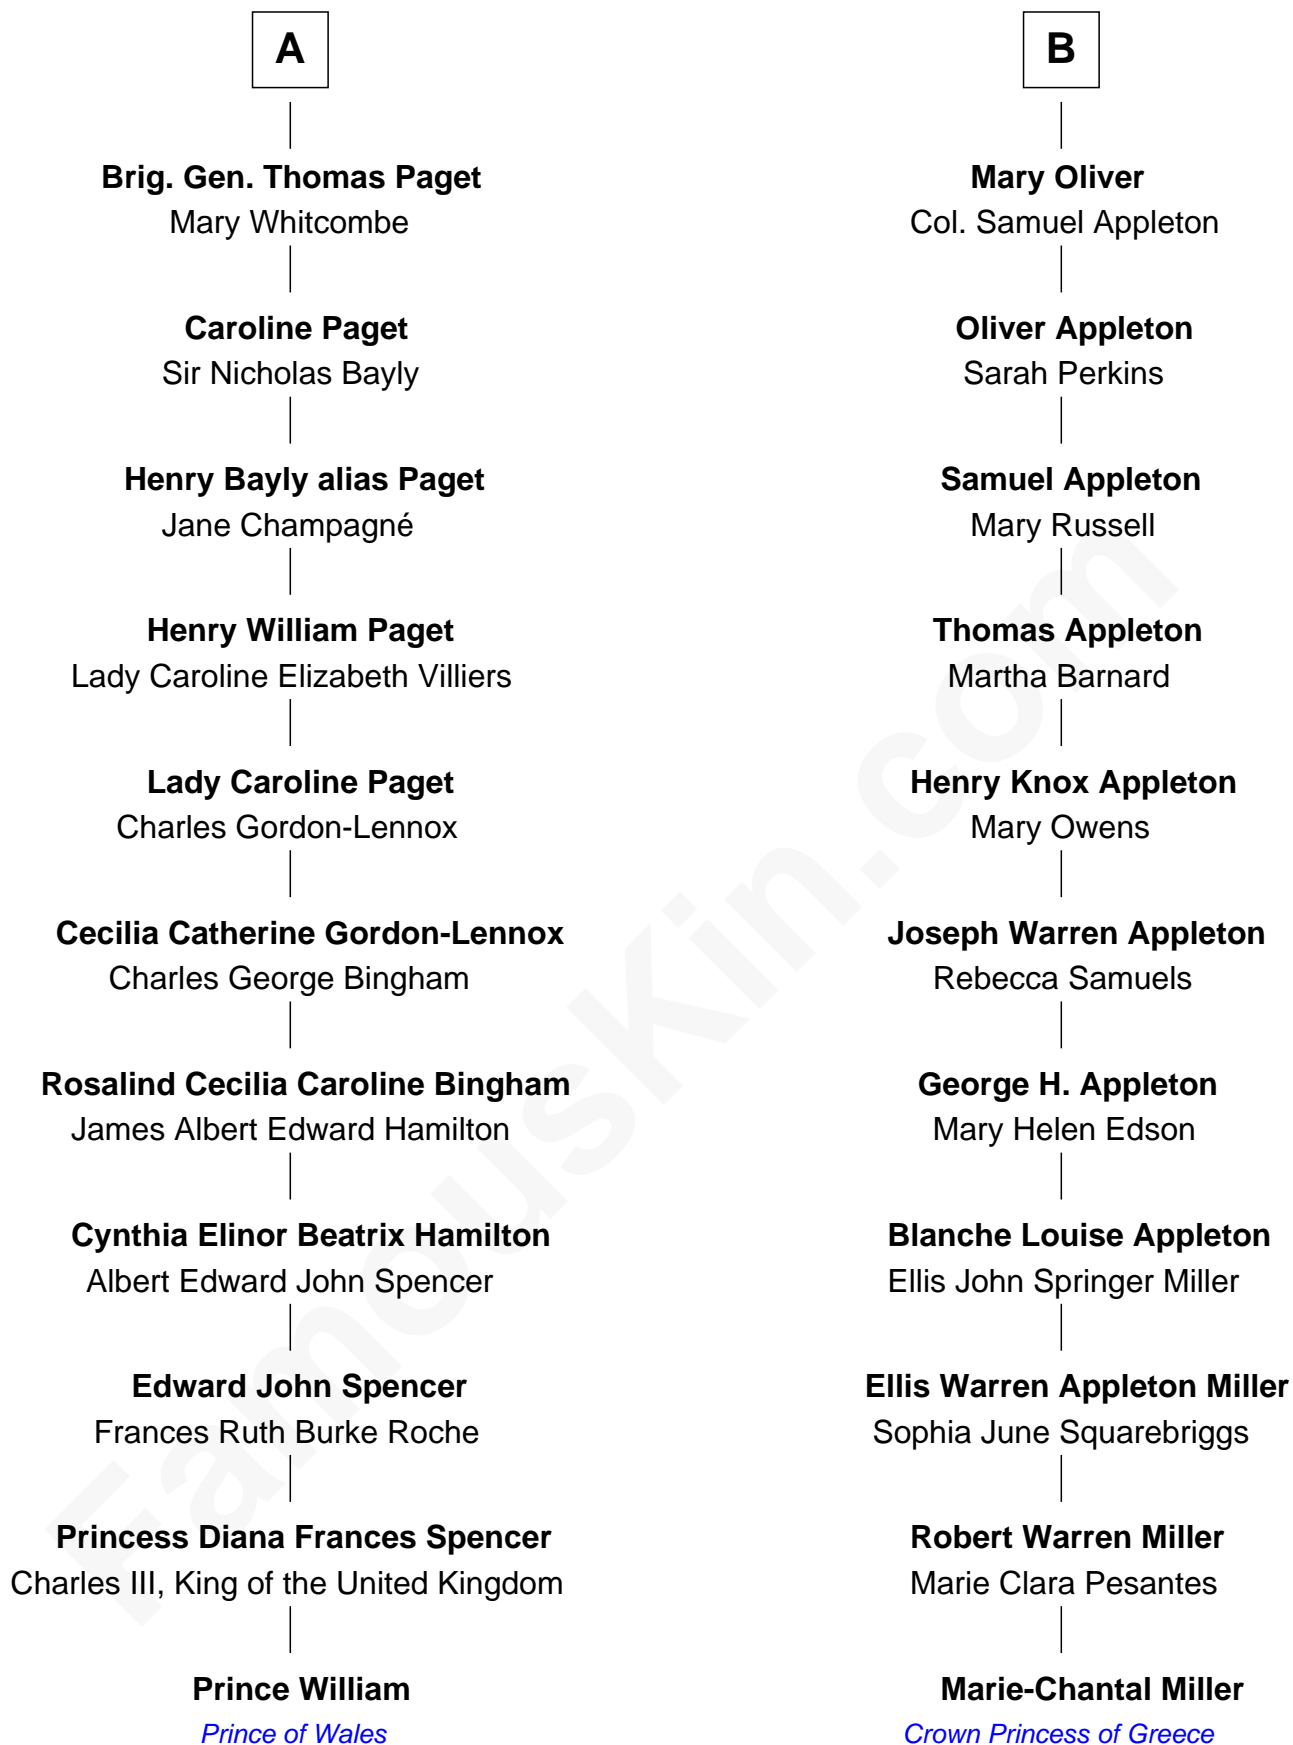 A
Brig. Gen. Thomas Paget
Mary Whitcombe
Caroline Paget
Sir Nicholas Bayly
Henry Bayly alias Paget
Jane Champagné
Henry William Paget
Lady Caroline Elizabeth Villiers
Lady Caroline Paget
Charles Gordon-Lennox
Cecilia Catherine Gordon-Lennox
Charles George Bingham
Rosalind Cecilia Caroline Bingham
James Albert Edward Hamilton
Cynthia Elinor Beatrix Hamilton
Albert Edward John Spencer
Edward John Spencer
Frances Ruth Burke Roche
Princess Diana Frances Spencer
Charles III, King of the United Kingdom
Prince William
Prince of Wales
B
Mary Oliver
Col. Samuel Appleton
Oliver Appleton
Sarah Perkins
Samuel Appleton
Mary Russell
Thomas Appleton
Martha Barnard
Henry Knox Appleton
Mary Owens
Joseph Warren Appleton
Rebecca Samuels
George H. Appleton
Mary Helen Edson
Blanche Louise Appleton
Ellis John Springer Miller
Ellis Warren Appleton Miller
Sophia June Squarebriggs
Robert Warren Miller
Marie Clara Pesantes
Marie-Chantal Miller
Crown Princess of Greece
FamousKin.com